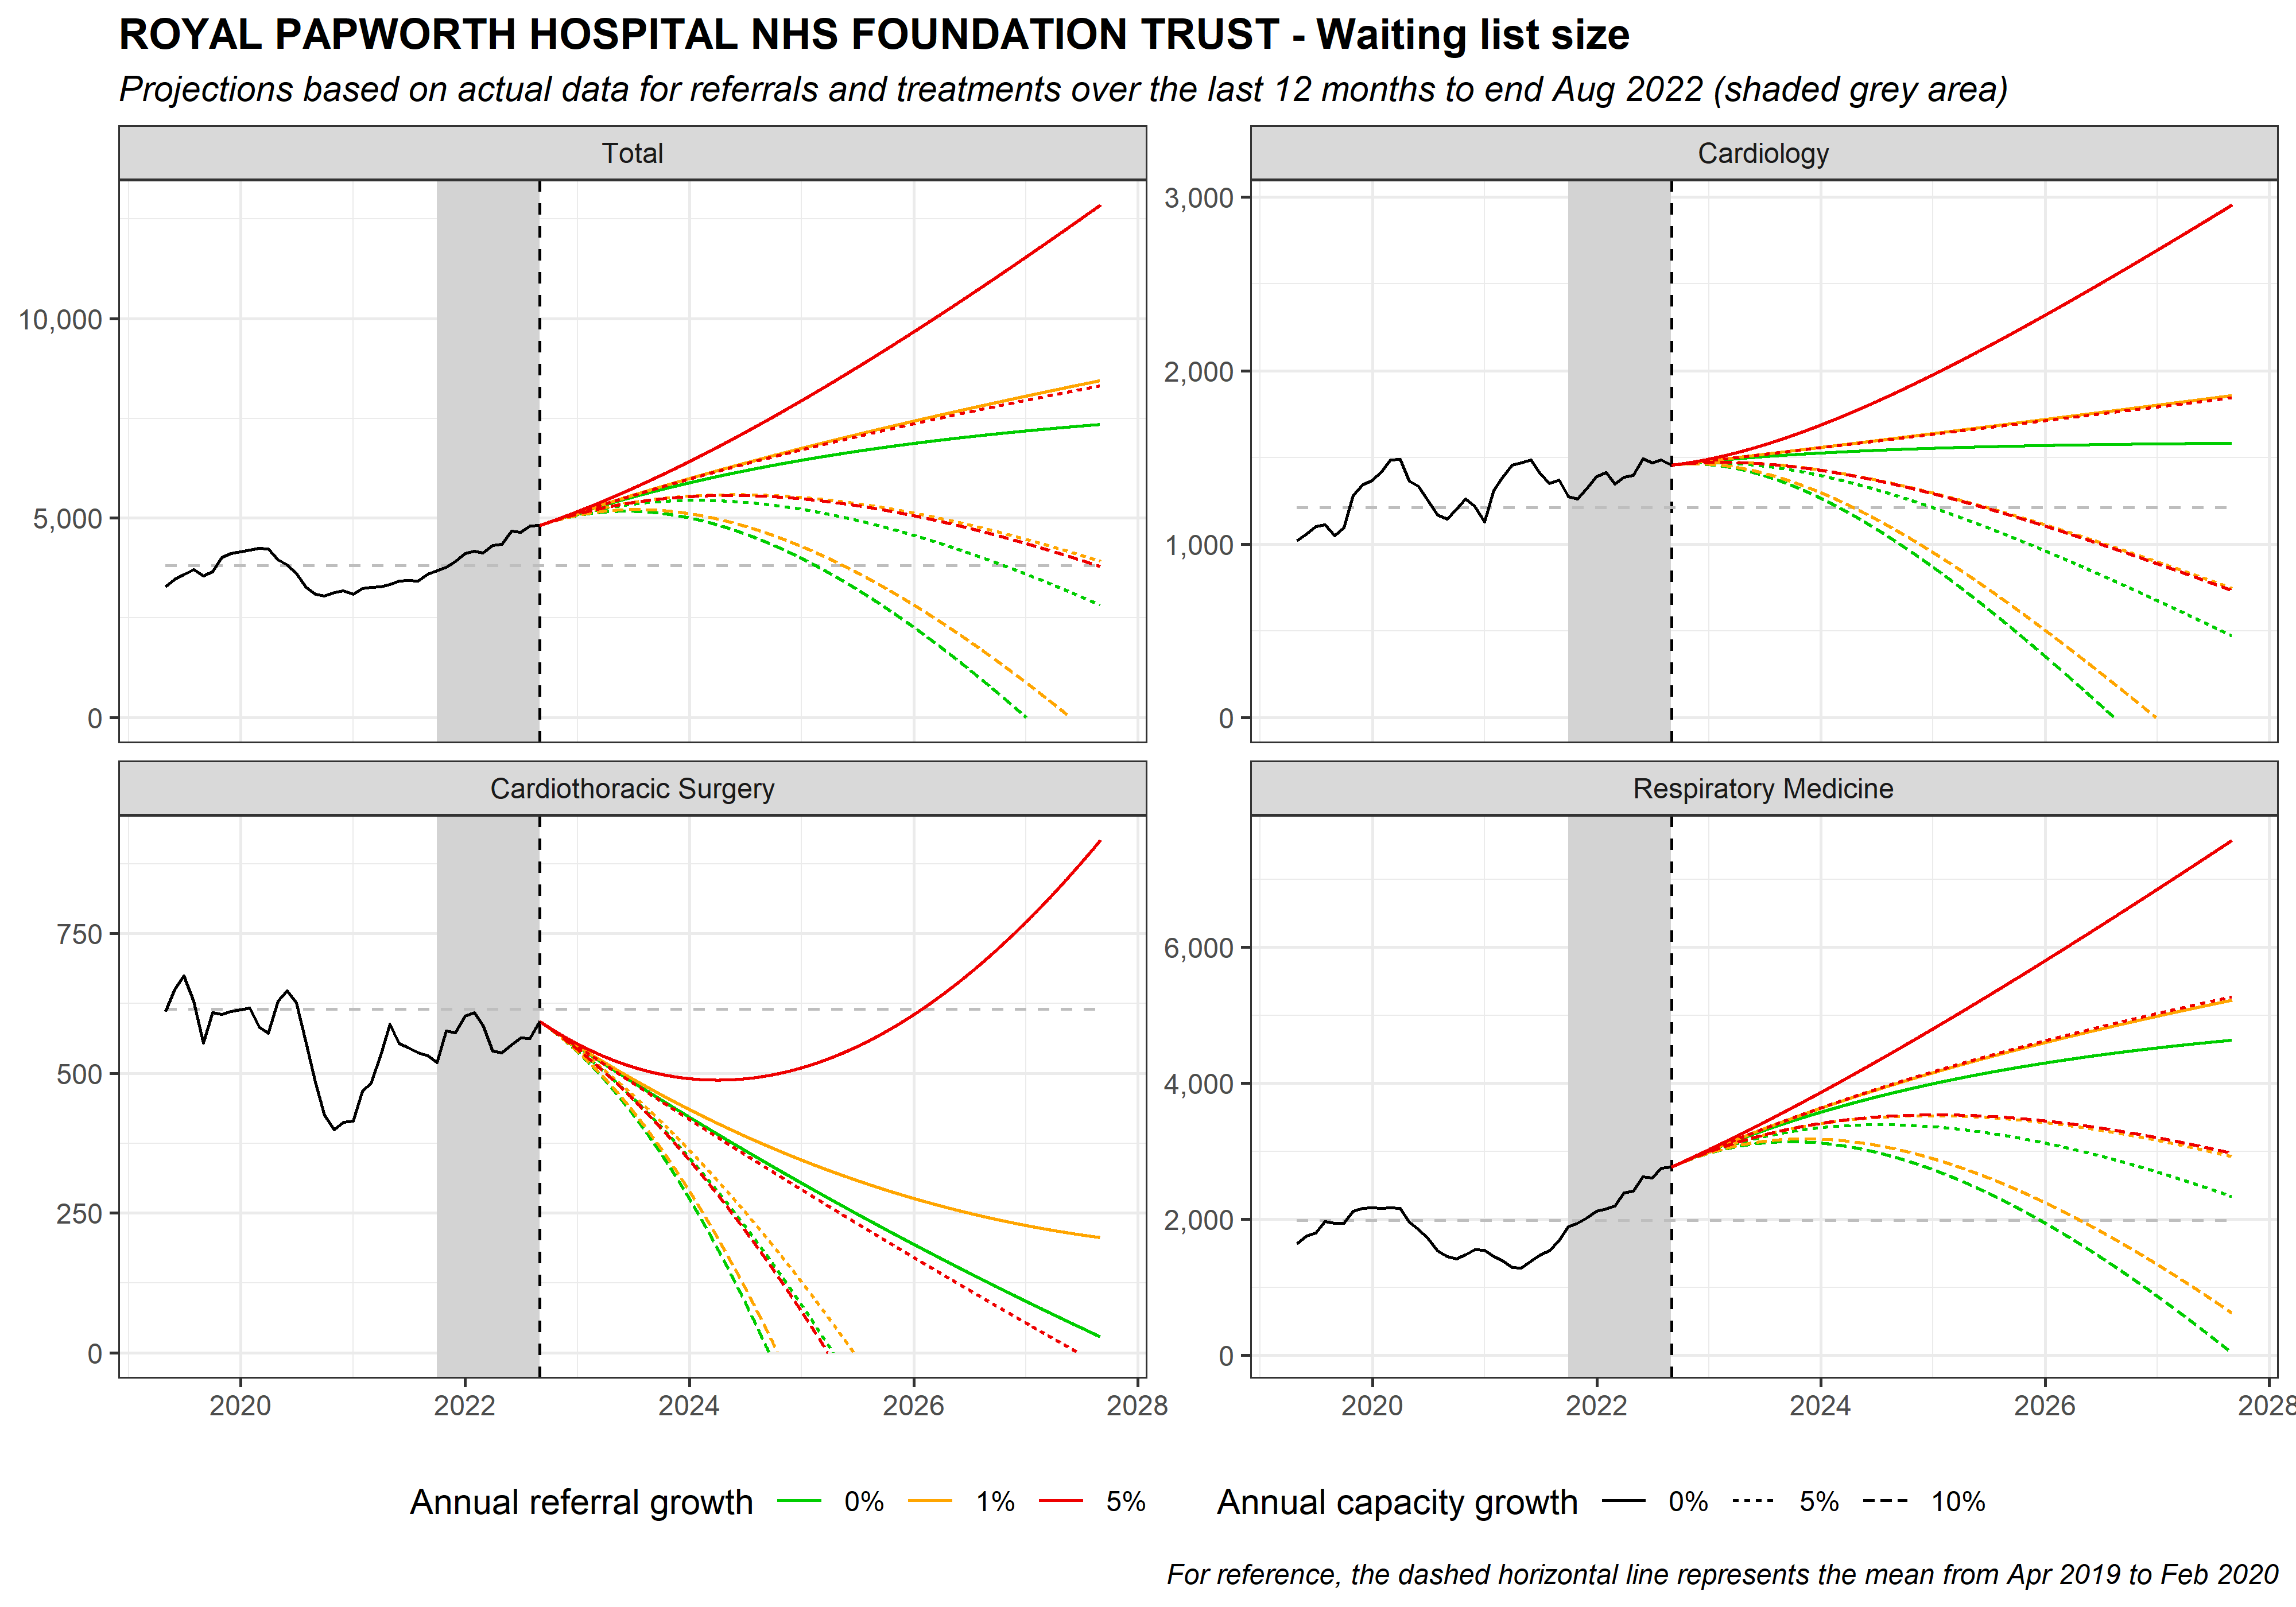 ROYAL PAPWORTH HOSPITAL NHS FOUNDATION TRUST - Waiting list size
Projections based on actual data for referrals and treatments over the last 12 months to end Aug 2022 (shaded grey area)
Total
10,000
5,000
0
Cardiology
3,000
2,000
1,000
0
Cardiothoracic Surgery
750
500
250
0
2020 2022 2024 2026 2028
Respiratory Medicine
6,000
4,000
2,000
0
2020 2022 2024 2026 2028
Annual referral growth 0% 1% 5%
Annual capacity growth 0% 5% 10%
For reference, the dashed horizontal line represents the mean from Apr 2019 to Feb 2020